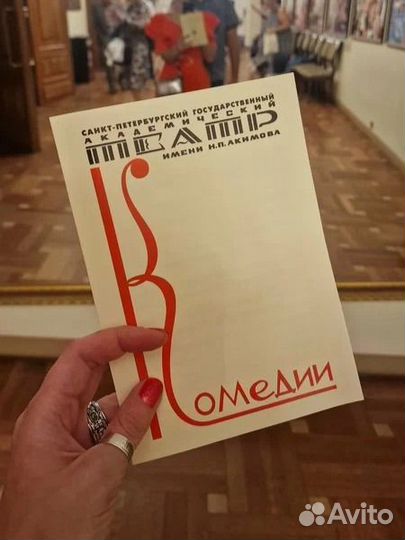 САНКТ-ПЕТЕРБУРГСКИЙ ГОСУДАРСТВЕННЫЙ
АКАДЕМИЧЕСКИЙ
ТЕАТР
ИМЕНИ Н.П.АКИМОВА
Комедии
Avito